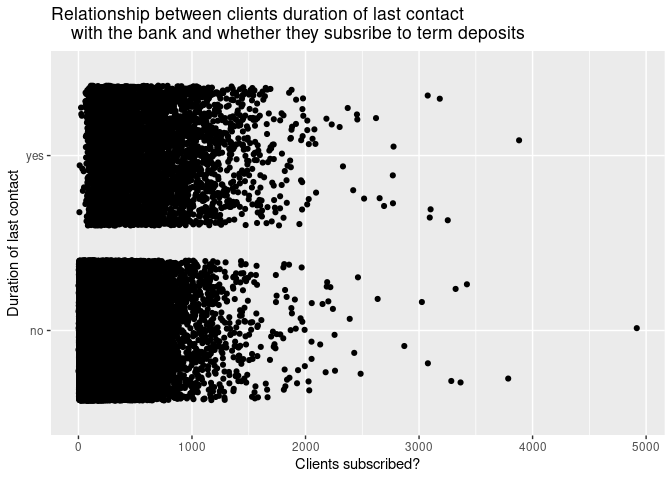 Relationship between clients duration of last contact
with the bank and whether they subsribe to term deposits
yes
Duration of last contact
no
0 1000 2000 3000 4000 5000
Clients subscribed?